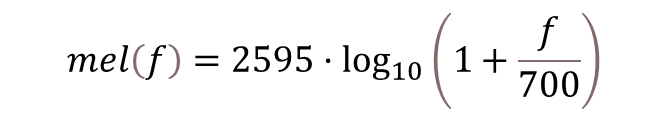 mel(f) = 2595 · log₁₀ (1 + f/700)